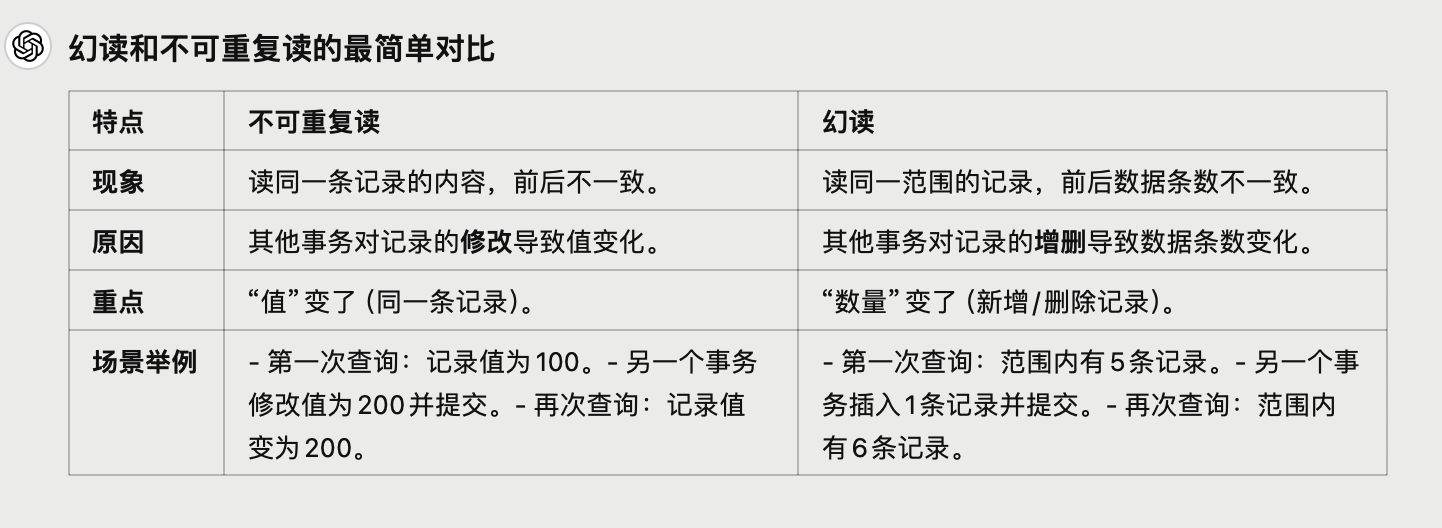 幻读和不可重复读的最简单对比
特点 不可重复读 幻读
现象 读同一条记录的内容，前后不一致。 读同一范围的记录，前后数据条数不一致。
原因 其他事务对记录的修改导致值变化。 其他事务对记录的增删导致数据条数变化。
重点 “值”变了（同一条记录）。 “数量”变了（新增/删除记录）。
场景举例 - 第一次查询：记录值为100。- 另一个事务 - 第一次查询：范围内有5条记录。- 另一个事
修改值为200并提交。- 再次查询：记录值 务插入1条记录并提交。- 再次查询：范围内
变为200。 有6条记录。